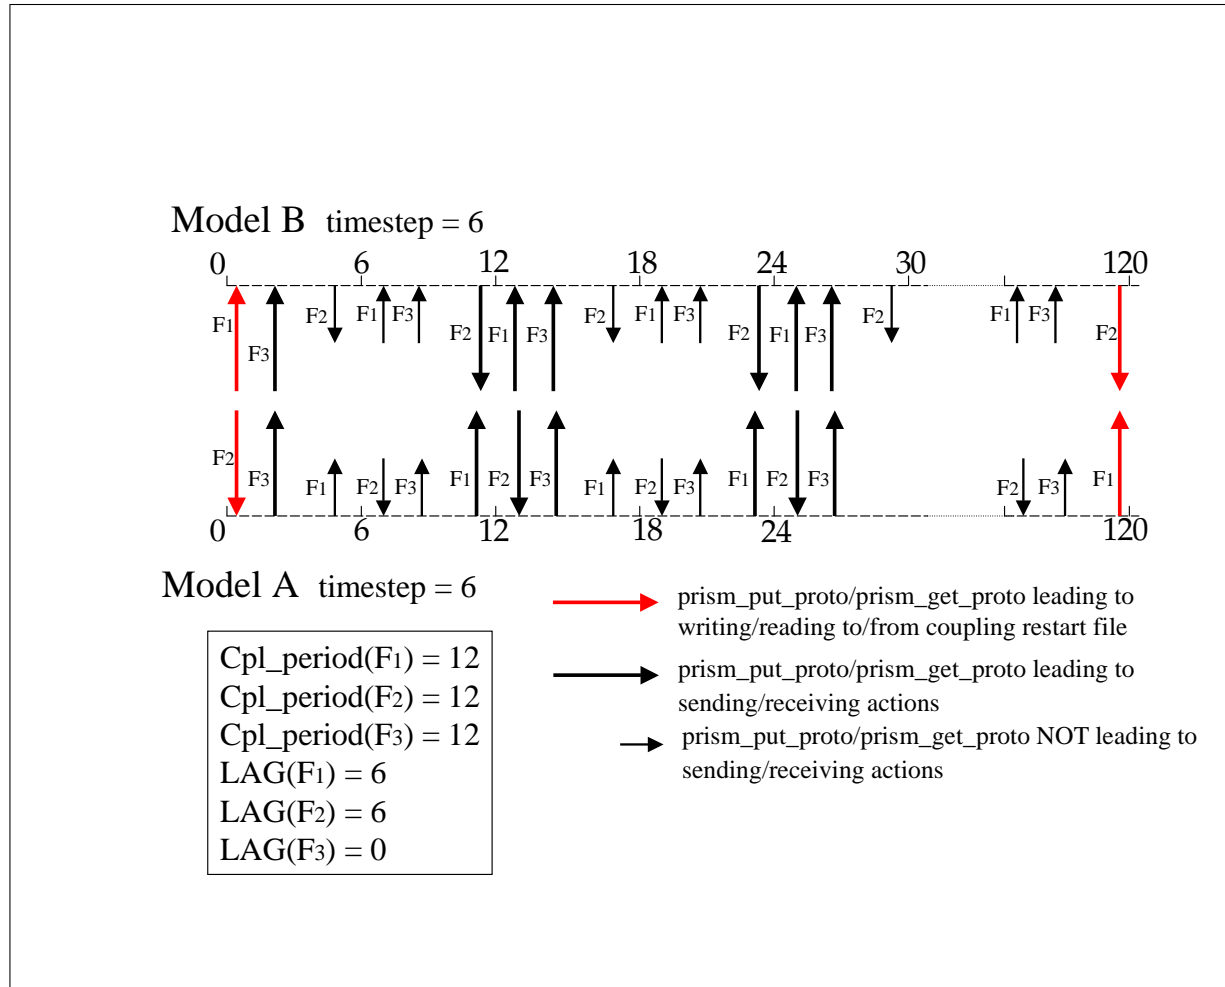 Model B timestep = 6
0 6 12 18 24 30 120
F1 F3 F2 F1 F3 F2 F1 F3 F2 F1 F3 F2 F1 F3 F2 F1 F3 F2
F2 F3 F1 F2 F3 F1 F2 F3 F1 F2 F3 F1 F2 F3 F2 F3 F1
0 6 12 18 24 120
Model A timestep = 6
prism_put_proto/prism_get_proto leading to
writing/reading to/from coupling restart file
prism_put_proto/prism_get_proto leading to
sending/receiving actions
prism_put_proto/prism_get_proto NOT leading to
sending/receiving actions
Cpl_period(F1) = 12
Cpl_period(F2) = 12
Cpl_period(F3) = 12
LAG(F1) = 6
LAG(F2) = 6
LAG(F3) = 0